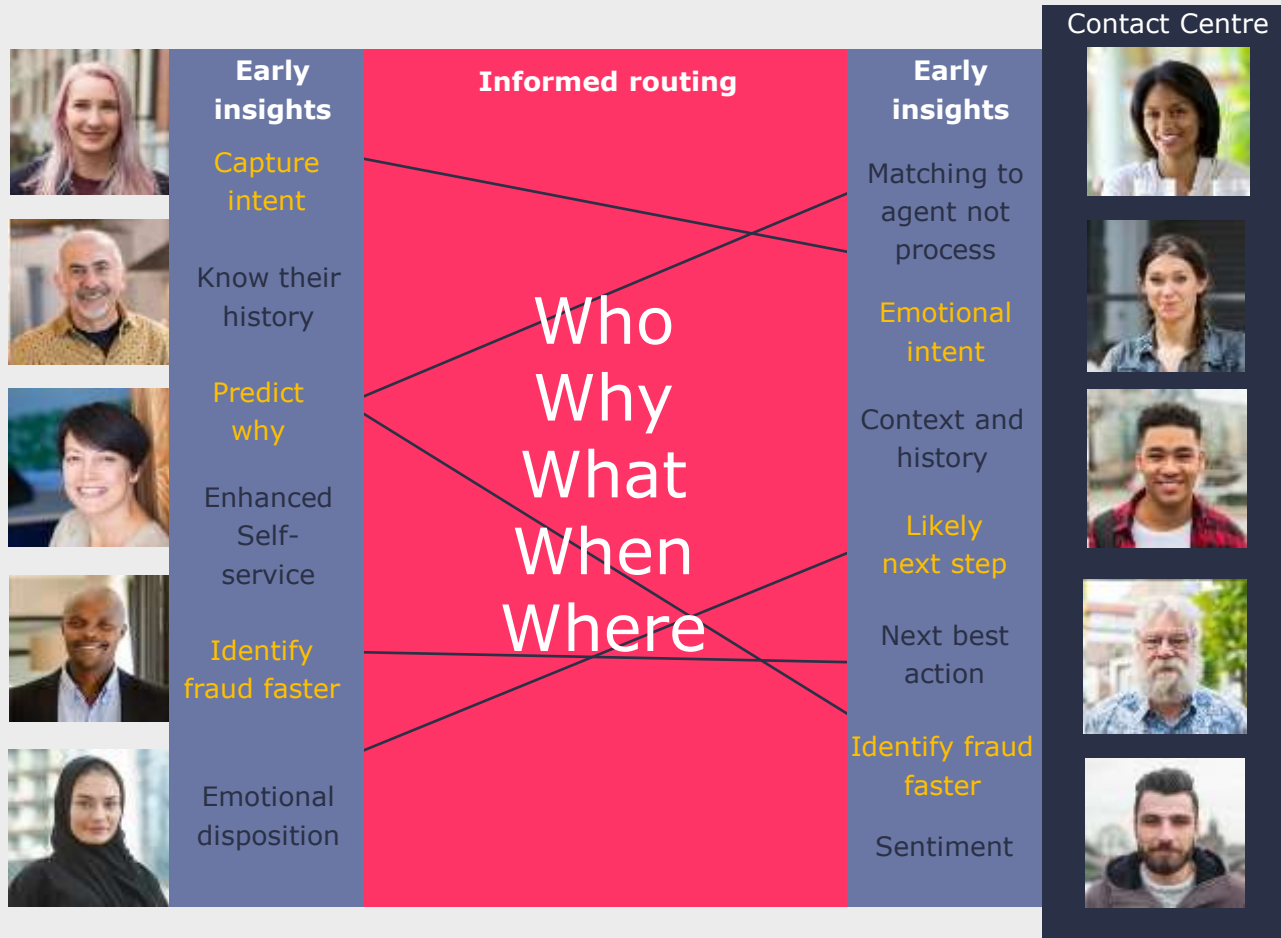 Contact Centre
Early
insights
Capture
intent
Know their
history
Predict
why
Enhanced
Self-
service
Identify
fraud faster
Emotional
disposition
Informed routing
Who
Why
What
When
Where
Early
insights
Matching to
agent not
process
Emotional
intent
Context and
history
Likely
next step
Next best
action
Identify fraud
faster
Sentiment